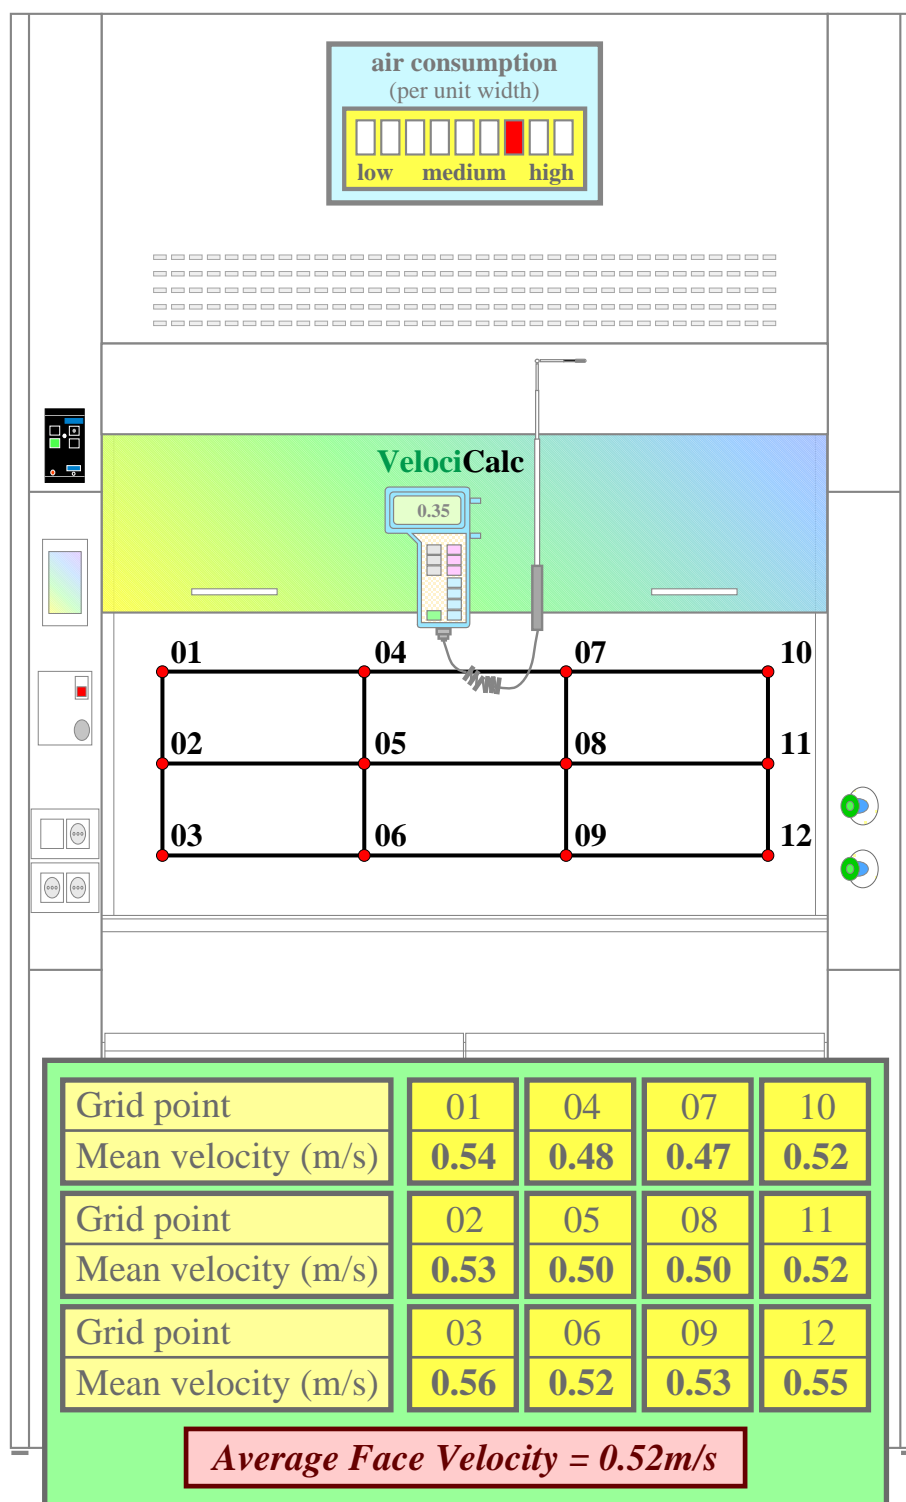 air consumption
(per unit width)
low medium high
VelociCalc
0.35
01 04 07 10
02 05 08 11
03 06 09 12
Grid point 01 04 07 10
Mean velocity (m/s) 0.54 0.48 0.47 0.52
Grid point 02 05 08 11
Mean velocity (m/s) 0.53 0.50 0.50 0.52
Grid point 03 06 09 12
Mean velocity (m/s) 0.56 0.52 0.53 0.55
Average Face Velocity = 0.52m/s